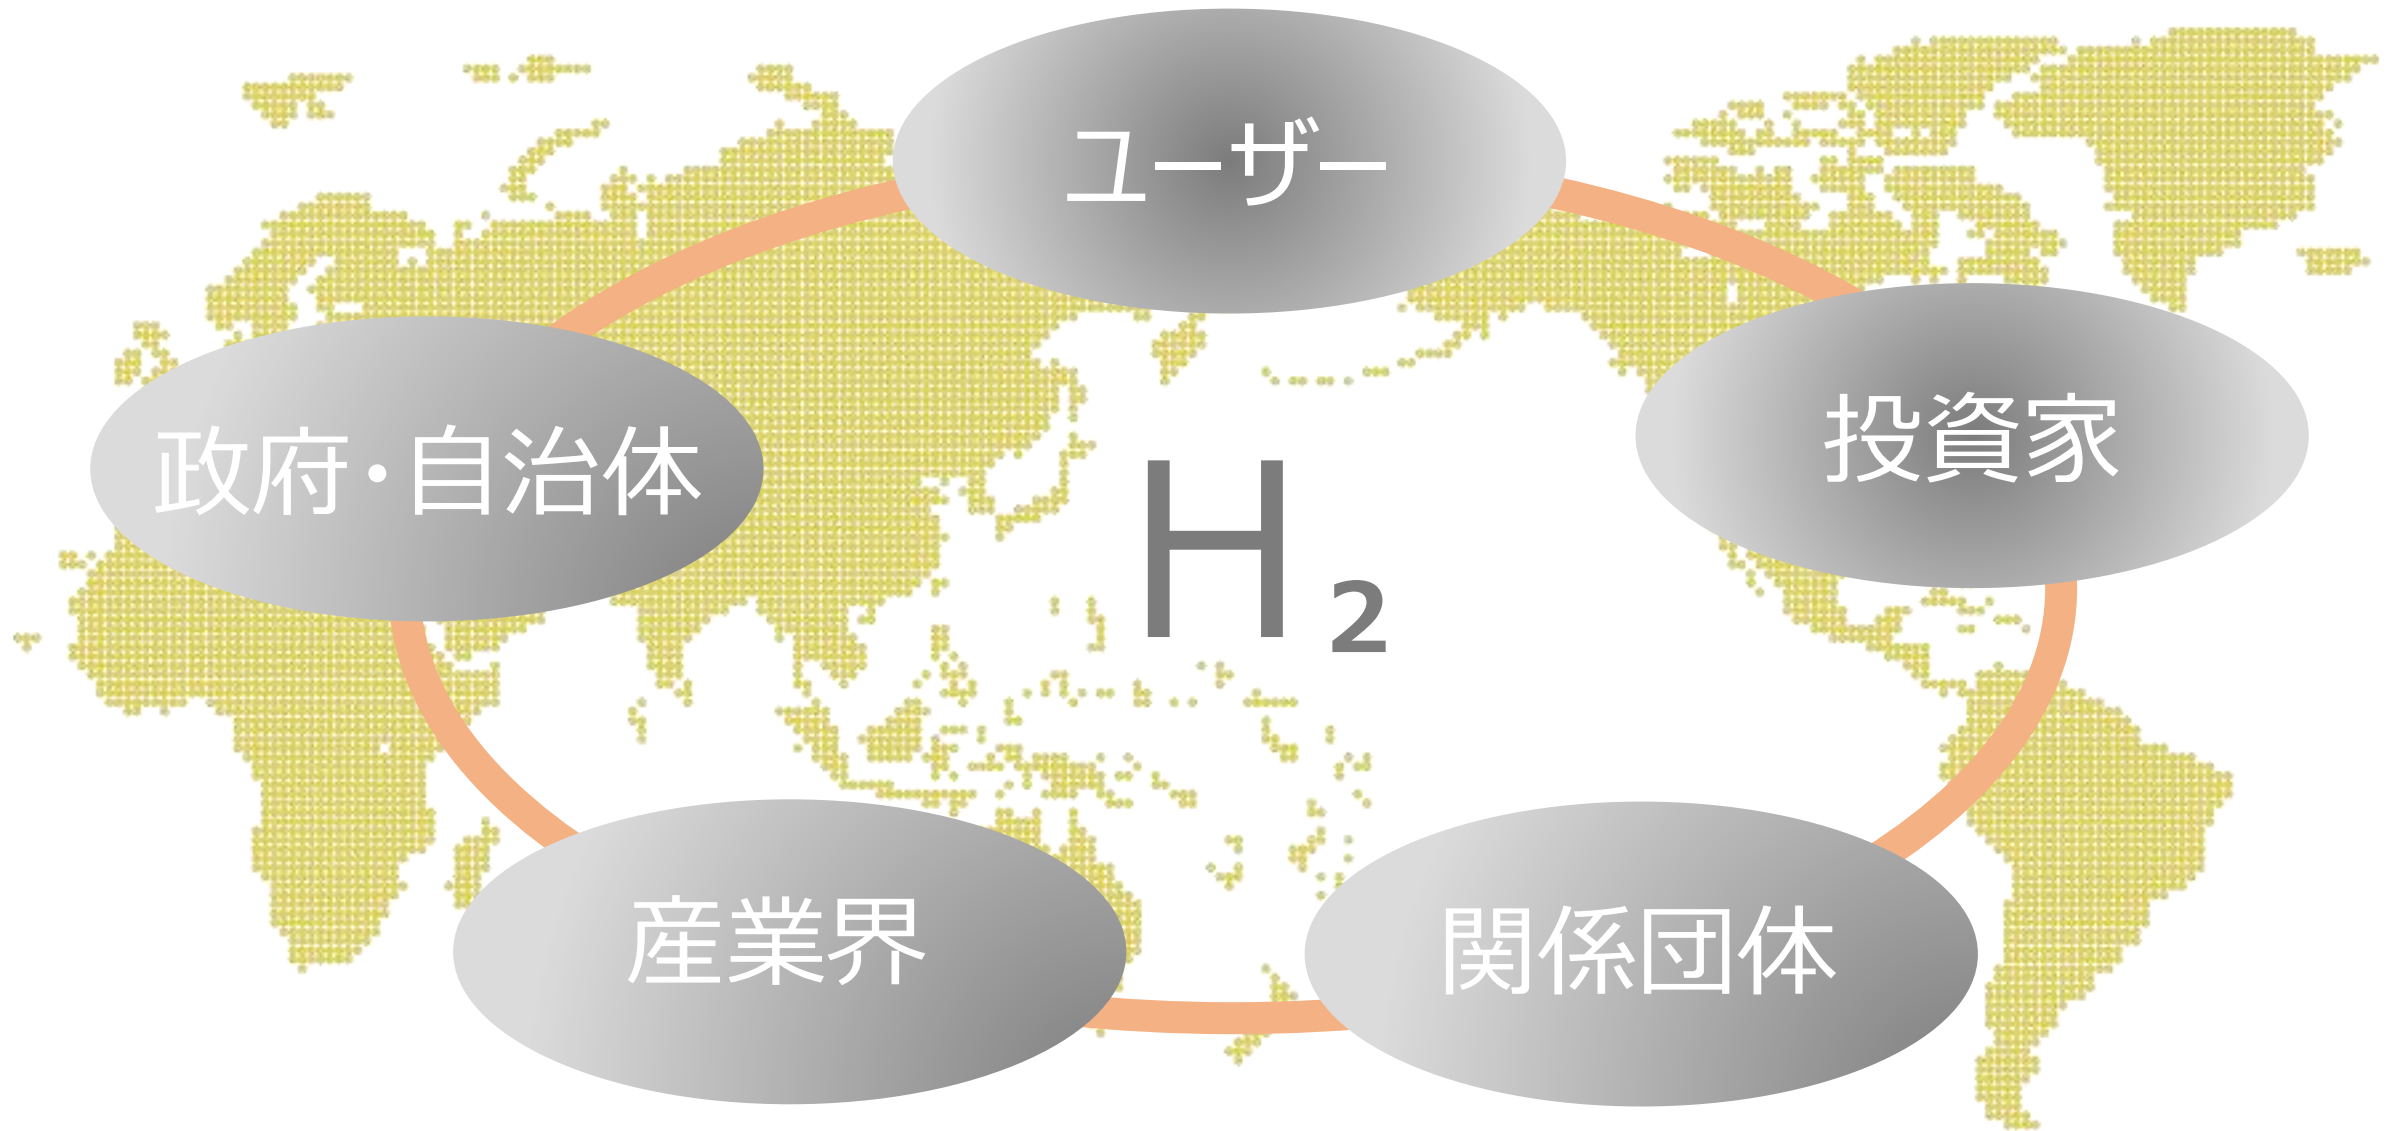 ユーザー
投資家
政府・自治体
H₂
産業界
関係団体